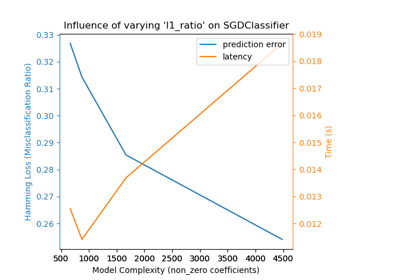 Influence of varying 'l1_ratio' on SGDClassifier
prediction error
latency
0.33
0.32
0.31
0.30
0.29
0.28
0.27
0.26
Hamming Loss (Misclassification Ratio)
0.019
0.018
0.017
0.016
0.015
0.014
0.013
0.012
Time (s)
500 1000 1500 2000 2500 3000 3500 4000 4500
Model Complexity (non_zero coefficients)